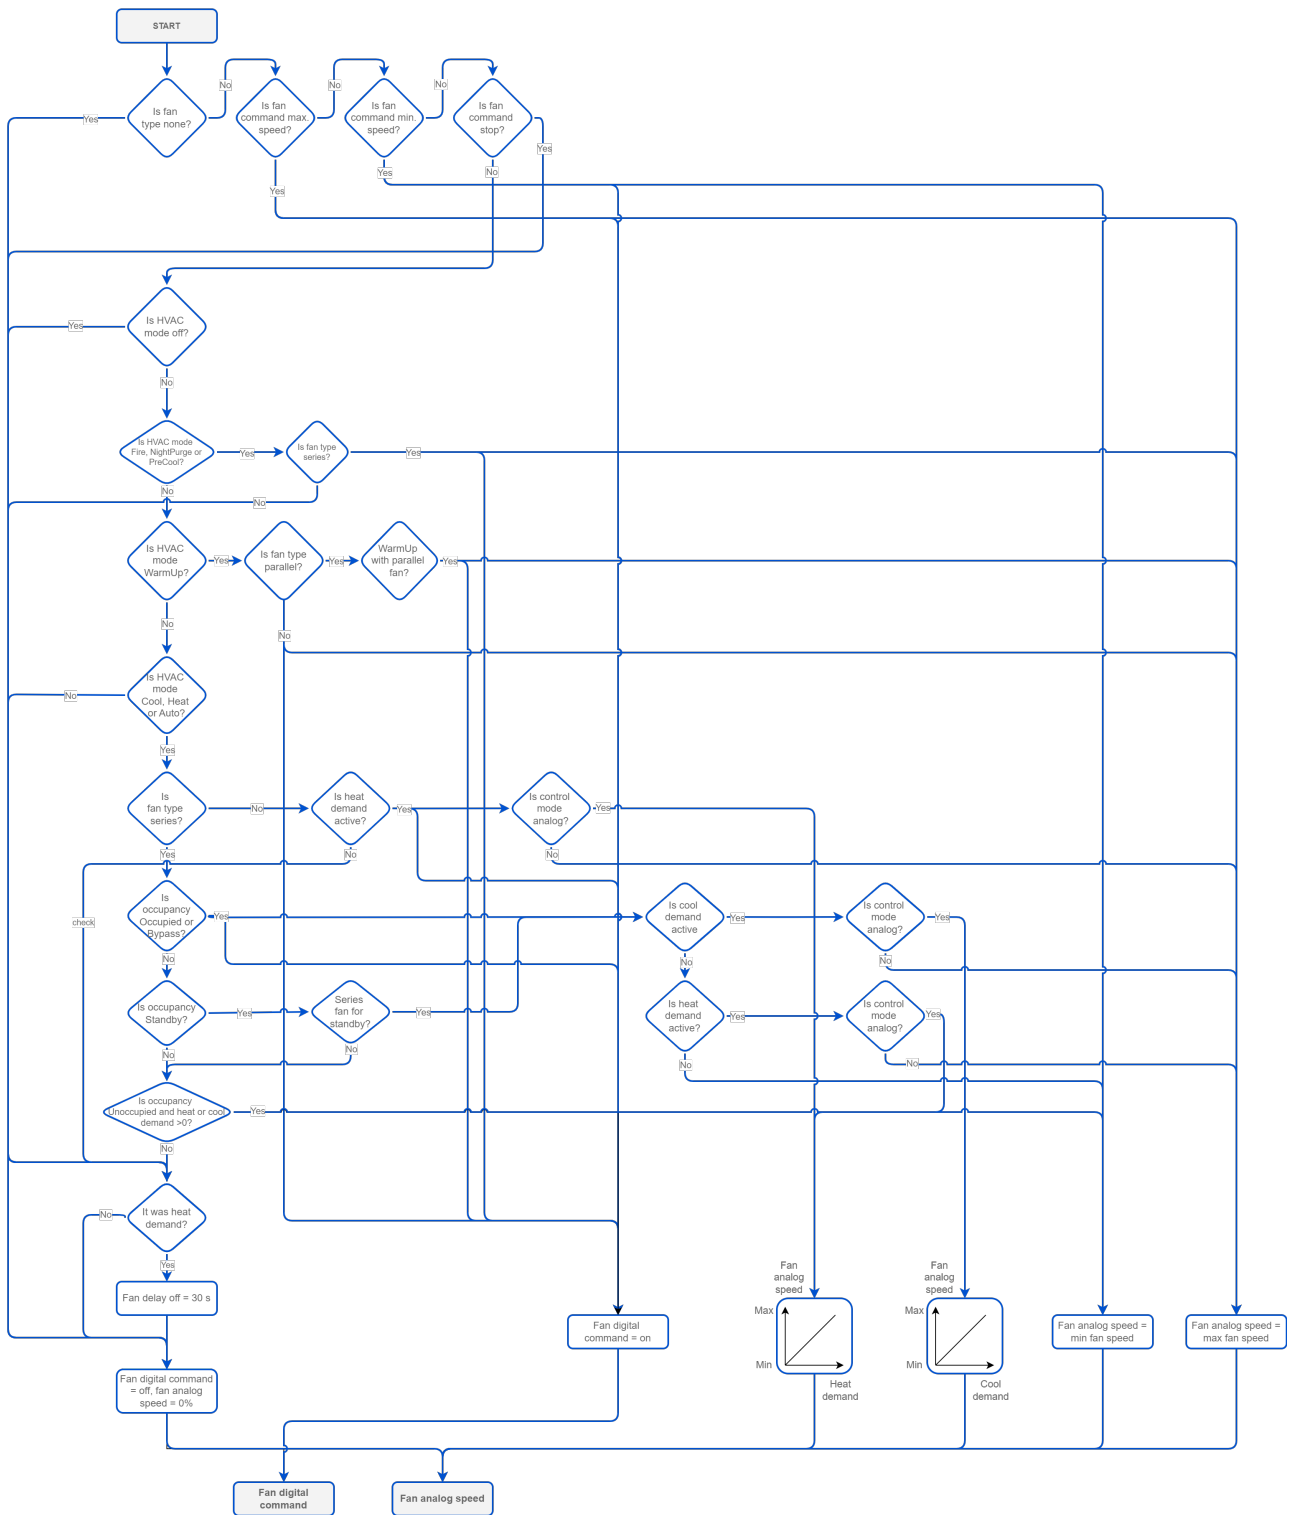 START
No
No
No
Is fan
type none?
Is fan
command max.
speed?
Is fan
command min.
speed?
Is fan
command
stop?
Yes
Yes
Yes
No
Yes
Is HVAC
mode off?
Yes
No
Is HVAC mode
Fire, NightPurge or
PreCool?
Yes
Is fan type
series?
Yes
No
No
Is HVAC
mode
WarmUp?
Yes
Is fan type
parallel?
Yes
WarmUp
with parallel
fan?
Yes
No
No
Is HVAC
mode
Cool, Heat
or Auto?
No
Yes
Is
fan type
series?
No
Is heat
demand
active?
Yes
Is control
mode
analog?
Yes
Yes
No
No
check
Is
occupancy
Occupied or
Bypass?
Yes
Is cool
demand
active
Yes
Is control
mode
analog?
Yes
No
No
No
Is occupancy
Standby?
Yes
Series
fan for
standby?
Yes
Is heat
demand
active?
Yes
Is control
mode
analog?
Yes
No
No
No
No
Is occupancy
Unoccupied and heat or cool
demand >0?
Yes
No
It was heat
demand?
No
Yes
Fan delay off = 30 s
Fan
analog
speed
Max
Min
Heat
demand
Fan
analog
speed
Max
Min
Cool
demand
Fan digital
command = on
Fan analog speed =
min fan speed
Fan analog speed =
max fan speed
Fan digital command
= off, fan analog
speed = 0%
Fan digital
command
Fan analog speed